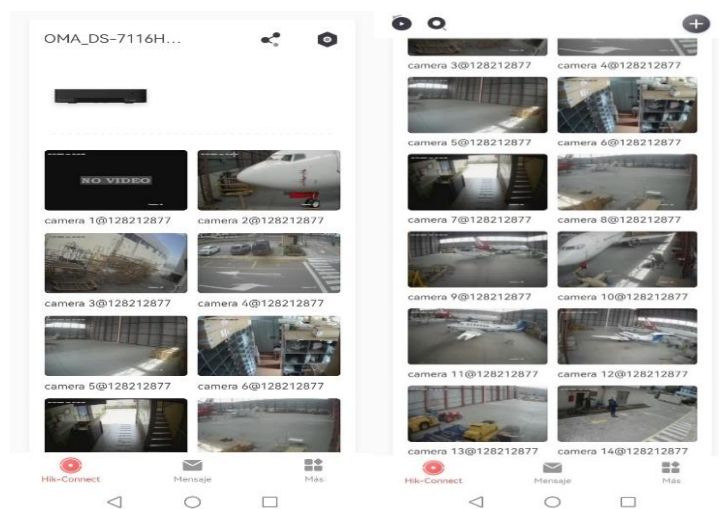 OMA_DS-7116H...
NO VIDEO
camera 1@128212877
camera 2@128212877
camera 3@128212877
camera 4@128212877
camera 5@128212877
camera 6@128212877
Hik-Connect
Mensaje
Más
camera 3@128212877
camera 4@128212877
camera 5@128212877
camera 6@128212877
camera 7@128212877
camera 8@128212877
camera 9@128212877
camera 10@128212877
camera 11@128212877
camera 12@128212877
camera 13@128212877
camera 14@128212877
Hik-Connect
Mensaje
Más